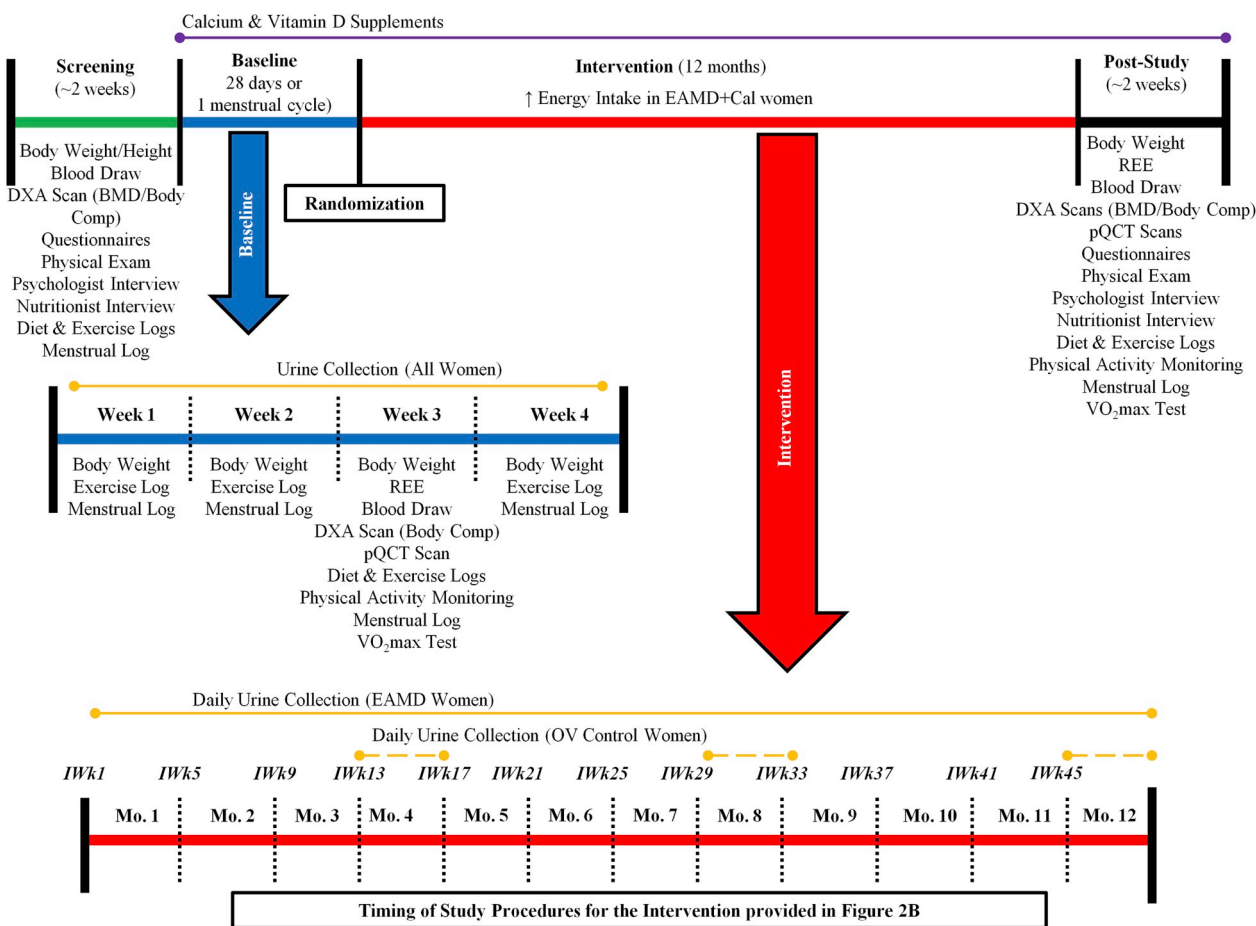 Calcium & Vitamin D Supplements
Screening
(~2 weeks)
Baseline
28 days or
1 menstrual cycle)
Intervention (12 months)
↑ Energy Intake in EAMD+Cal women
Post-Study
(~2 weeks)
Body Weight/Height
Blood Draw
DXA Scan (BMD/Body
Comp)
Questionnaires
Physical Exam
Psychologist Interview
Nutritionist Interview
Diet & Exercise Logs
Menstrual Log
Baseline
Randomization
Intervention
Body Weight
REE
Blood Draw
DXA Scans (BMD/Body Comp)
pQCT Scans
Questionnaires
Physical Exam
Psychologist Interview
Nutritionist Interview
Diet & Exercise Logs
Physical Activity Monitoring
Menstrual Log
VO₂max Test
Urine Collection (All Women)
Week 1
Week 2
Week 3
Week 4
Body Weight
Exercise Log
Menstrual Log
Body Weight
Exercise Log
Menstrual Log
Body Weight
REE
Blood Draw
DXA Scan (Body Comp)
pQCT Scan
Diet & Exercise Logs
Physical Activity Monitoring
Menstrual Log
VO₂max Test
Body Weight
Exercise Log
Menstrual Log
Daily Urine Collection (EAMD Women)
Daily Urine Collection (OV Control Women)
IWk1 IWk5 IWk9 IWk13 IWk17 IWk21 IWk25 IWk29 IWk33 IWk37 IWk41 IWk45
Mo. 1 Mo. 2 Mo. 3 Mo. 4 Mo. 5 Mo. 6 Mo. 7 Mo. 8 Mo. 9 Mo. 10 Mo. 11 Mo. 12
Timing of Study Procedures for the Intervention provided in Figure 2B